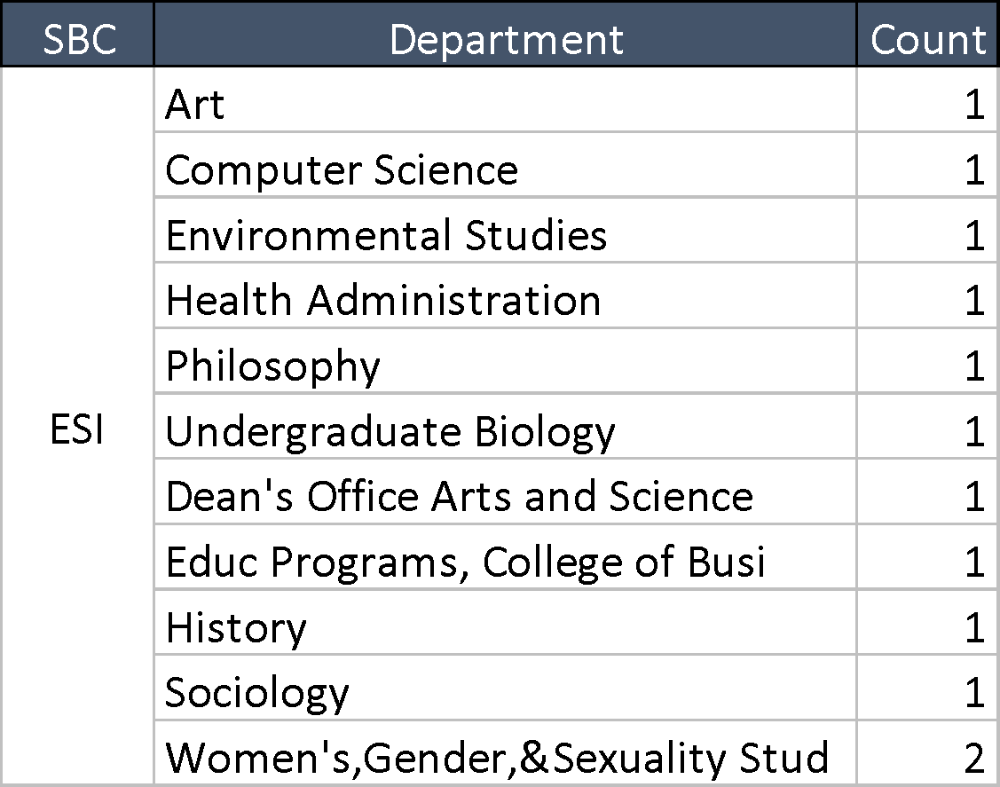 SBC Department Count
Art 1
Computer Science 1
Environmental Studies 1
Health Administration 1
Philosophy 1
ESI Undergraduate Biology 1
Dean's Office Arts and Science 1
Educ Programs, College of Busi 1
History 1
Sociology 1
Women's,Gender,&Sexuality Stud 2